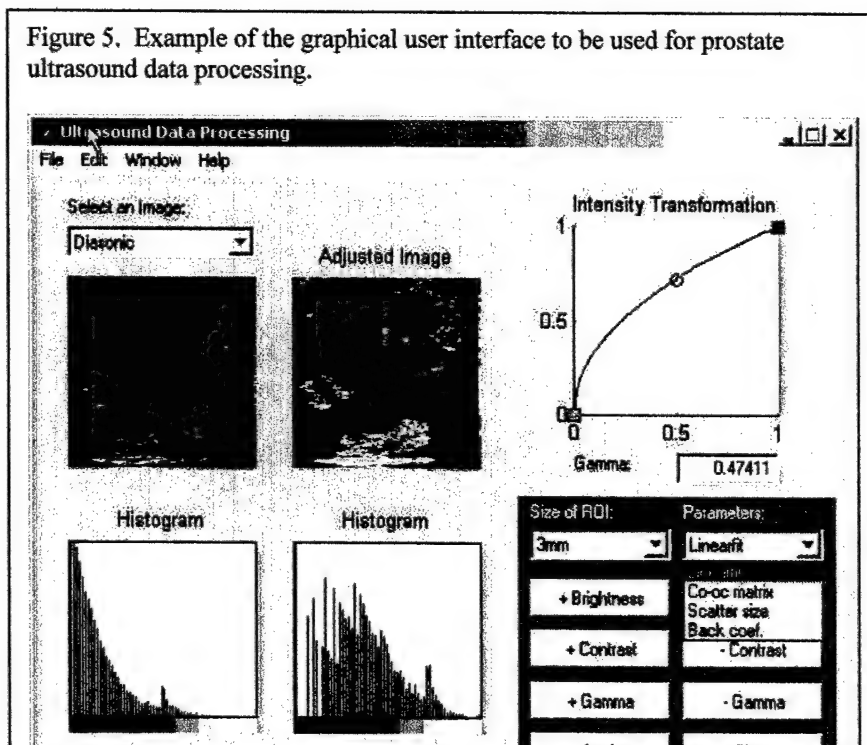 Figure 5. Example of the graphical user interface to be used for prostate
ultrasound data processing.
Ultrasound Data Processing
File Edit Window Help
Select an Image:
Diasonic
Adjusted Image
Intensity Transformation
1
0.5
0
0 0.5 1
Gamma: 0.47411
Histogram
Histogram
Size of ROI: Parameters:
3mm Linearfit
+ Brightness
Co-oc matrix
Scatter size
Back coef.
+ Contrast - Contrast
+ Gamma - Gamma